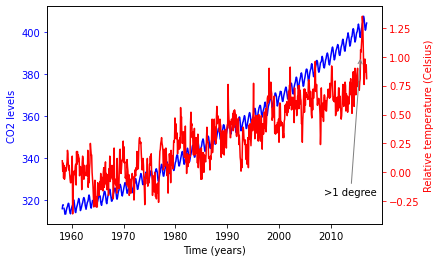 400
380
360
340
320
CO2 levels
1.25
1.00
0.75
0.50
0.25
0.00
−0.25
Relative temperature (Celsius)
>1 degree
1960 1970 1980 1990 2000 2010
Time (years)